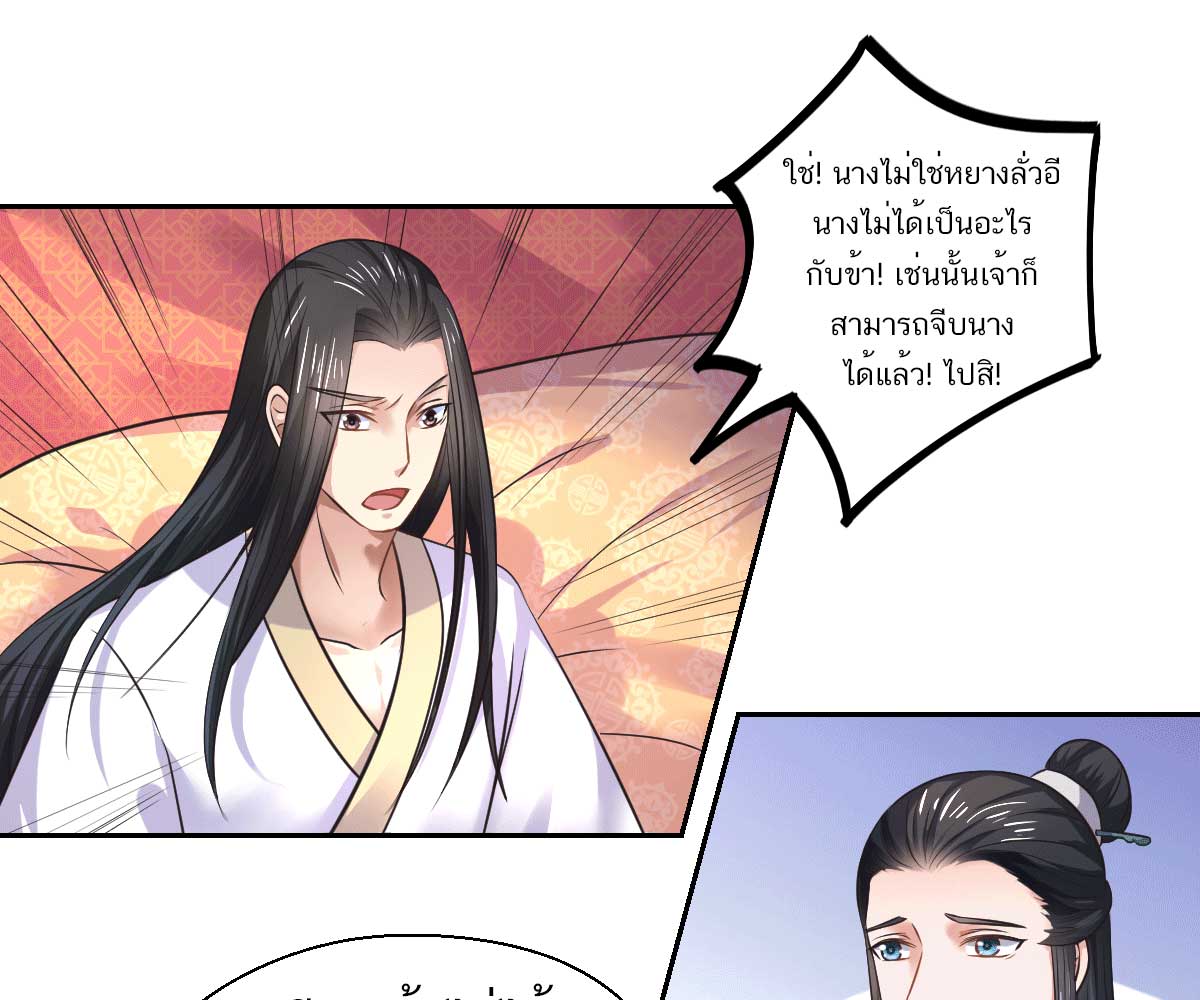 ใช่! นางไม่ใช่หยางลั่วอี
นางไม่ได้เป็นอะไร
กับข้า! เช่นนั้นเจ้าก็
สามารถจีบนาง
ได้แล้ว! ไปสิ!